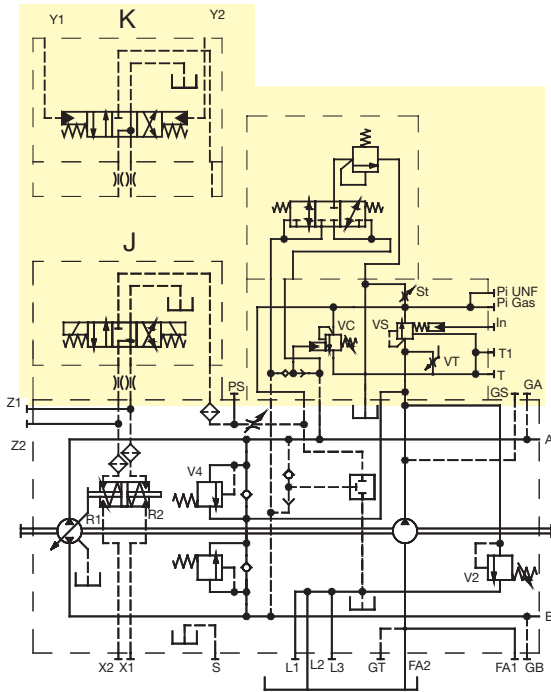 Y1
Y2
K
J
St
Pi UNF
Pi Gas
VC
VS
In
VT
T1
T
PS
GS
GA
Z1
Z2
A
V4
R1
R2
V2
B
X2
X1
S
L1
L2
L3
GT
FA2
FA1
GB